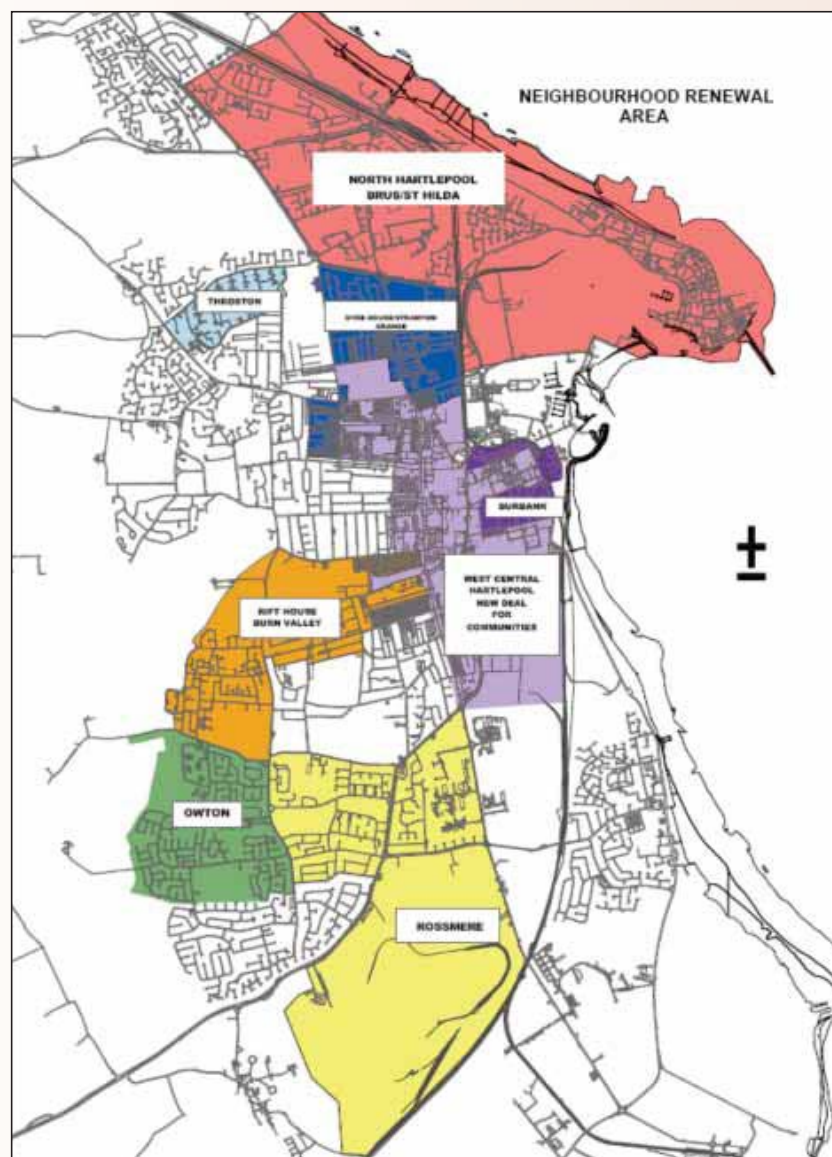 NEIGHBOURHOOD RENEWAL
AREA
NORTH HARTLEPOOL
BRUS/ST HILDA
THROSTON
DYKE HOUSE/STRANTON
GRANGE
BURBANK
WEST CENTRAL
HARTLEPOOL
NEW DEAL
FOR
COMMUNITIES
RIFT HOUSE
BURN VALLEY
OWTON
ROSSMERE